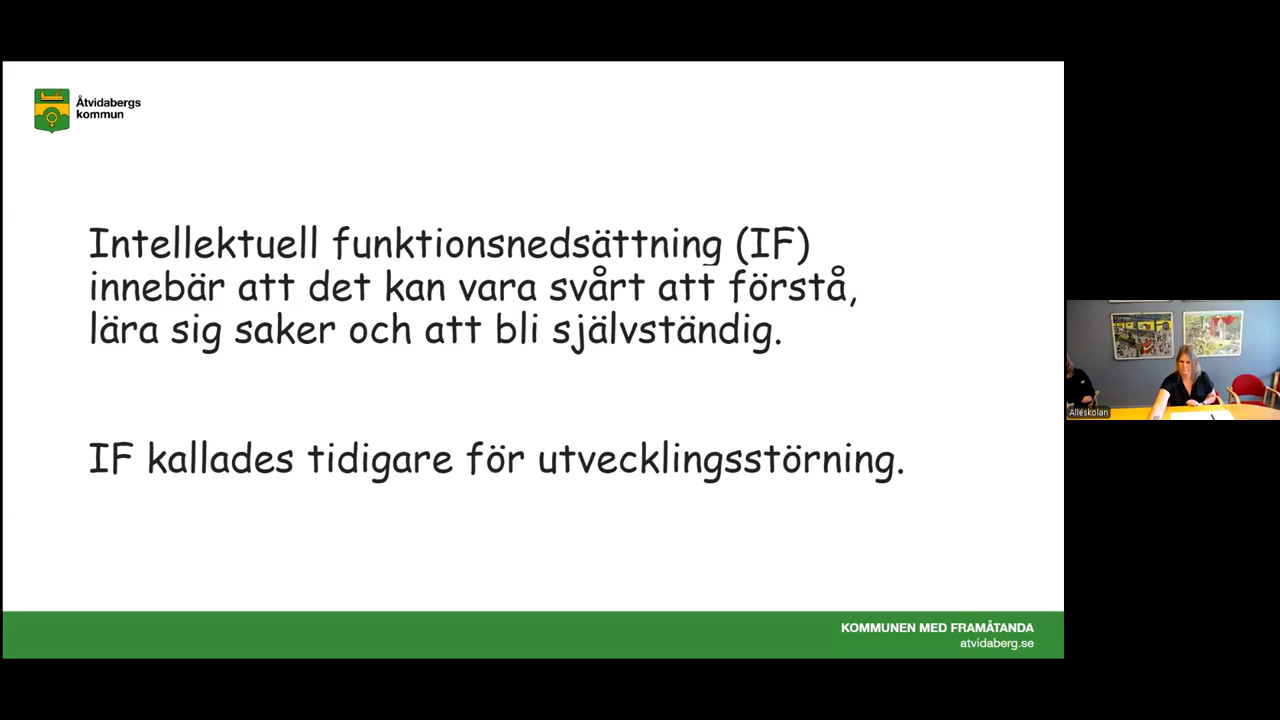 Åtvidabergs
kommun
Intellektuell funktionsnedsättning (IF)
innebär att det kan vara svårt att förstå,
lära sig saker och att bli självständig.
IF kallades tidigare för utvecklingsstörning.
KOMMUNEN MED FRAMÅTANDA
atvidaberg.se
Alléskolan